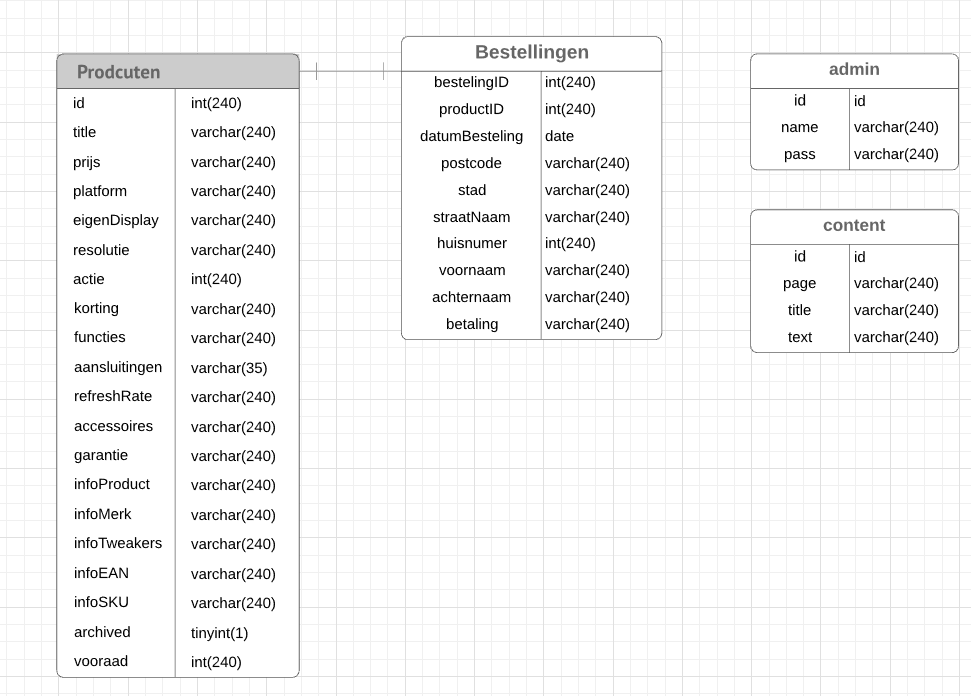 Prodcuten
id int(240)
title varchar(240)
prijs varchar(240)
platform varchar(240)
eigenDisplay varchar(240)
resolutie varchar(240)
actie int(240)
korting varchar(240)
functies varchar(240)
aansluitingen varchar(35)
refreshRate varchar(240)
accessoires varchar(240)
garantie varchar(240)
infoProduct varchar(240)
infoMerk varchar(240)
infoTweakers varchar(240)
infoEAN varchar(240)
infoSKU varchar(240)
archived tinyint(1)
vooraad int(240)
Bestellingen
bestelingID int(240)
productID int(240)
datumBesteling date
postcode varchar(240)
stad varchar(240)
straatNaam varchar(240)
huisnumer int(240)
voornaam varchar(240)
achternaam varchar(240)
betaling varchar(240)
admin
id id
name varchar(240)
pass varchar(240)
content
id id
page varchar(240)
title varchar(240)
text varchar(240)